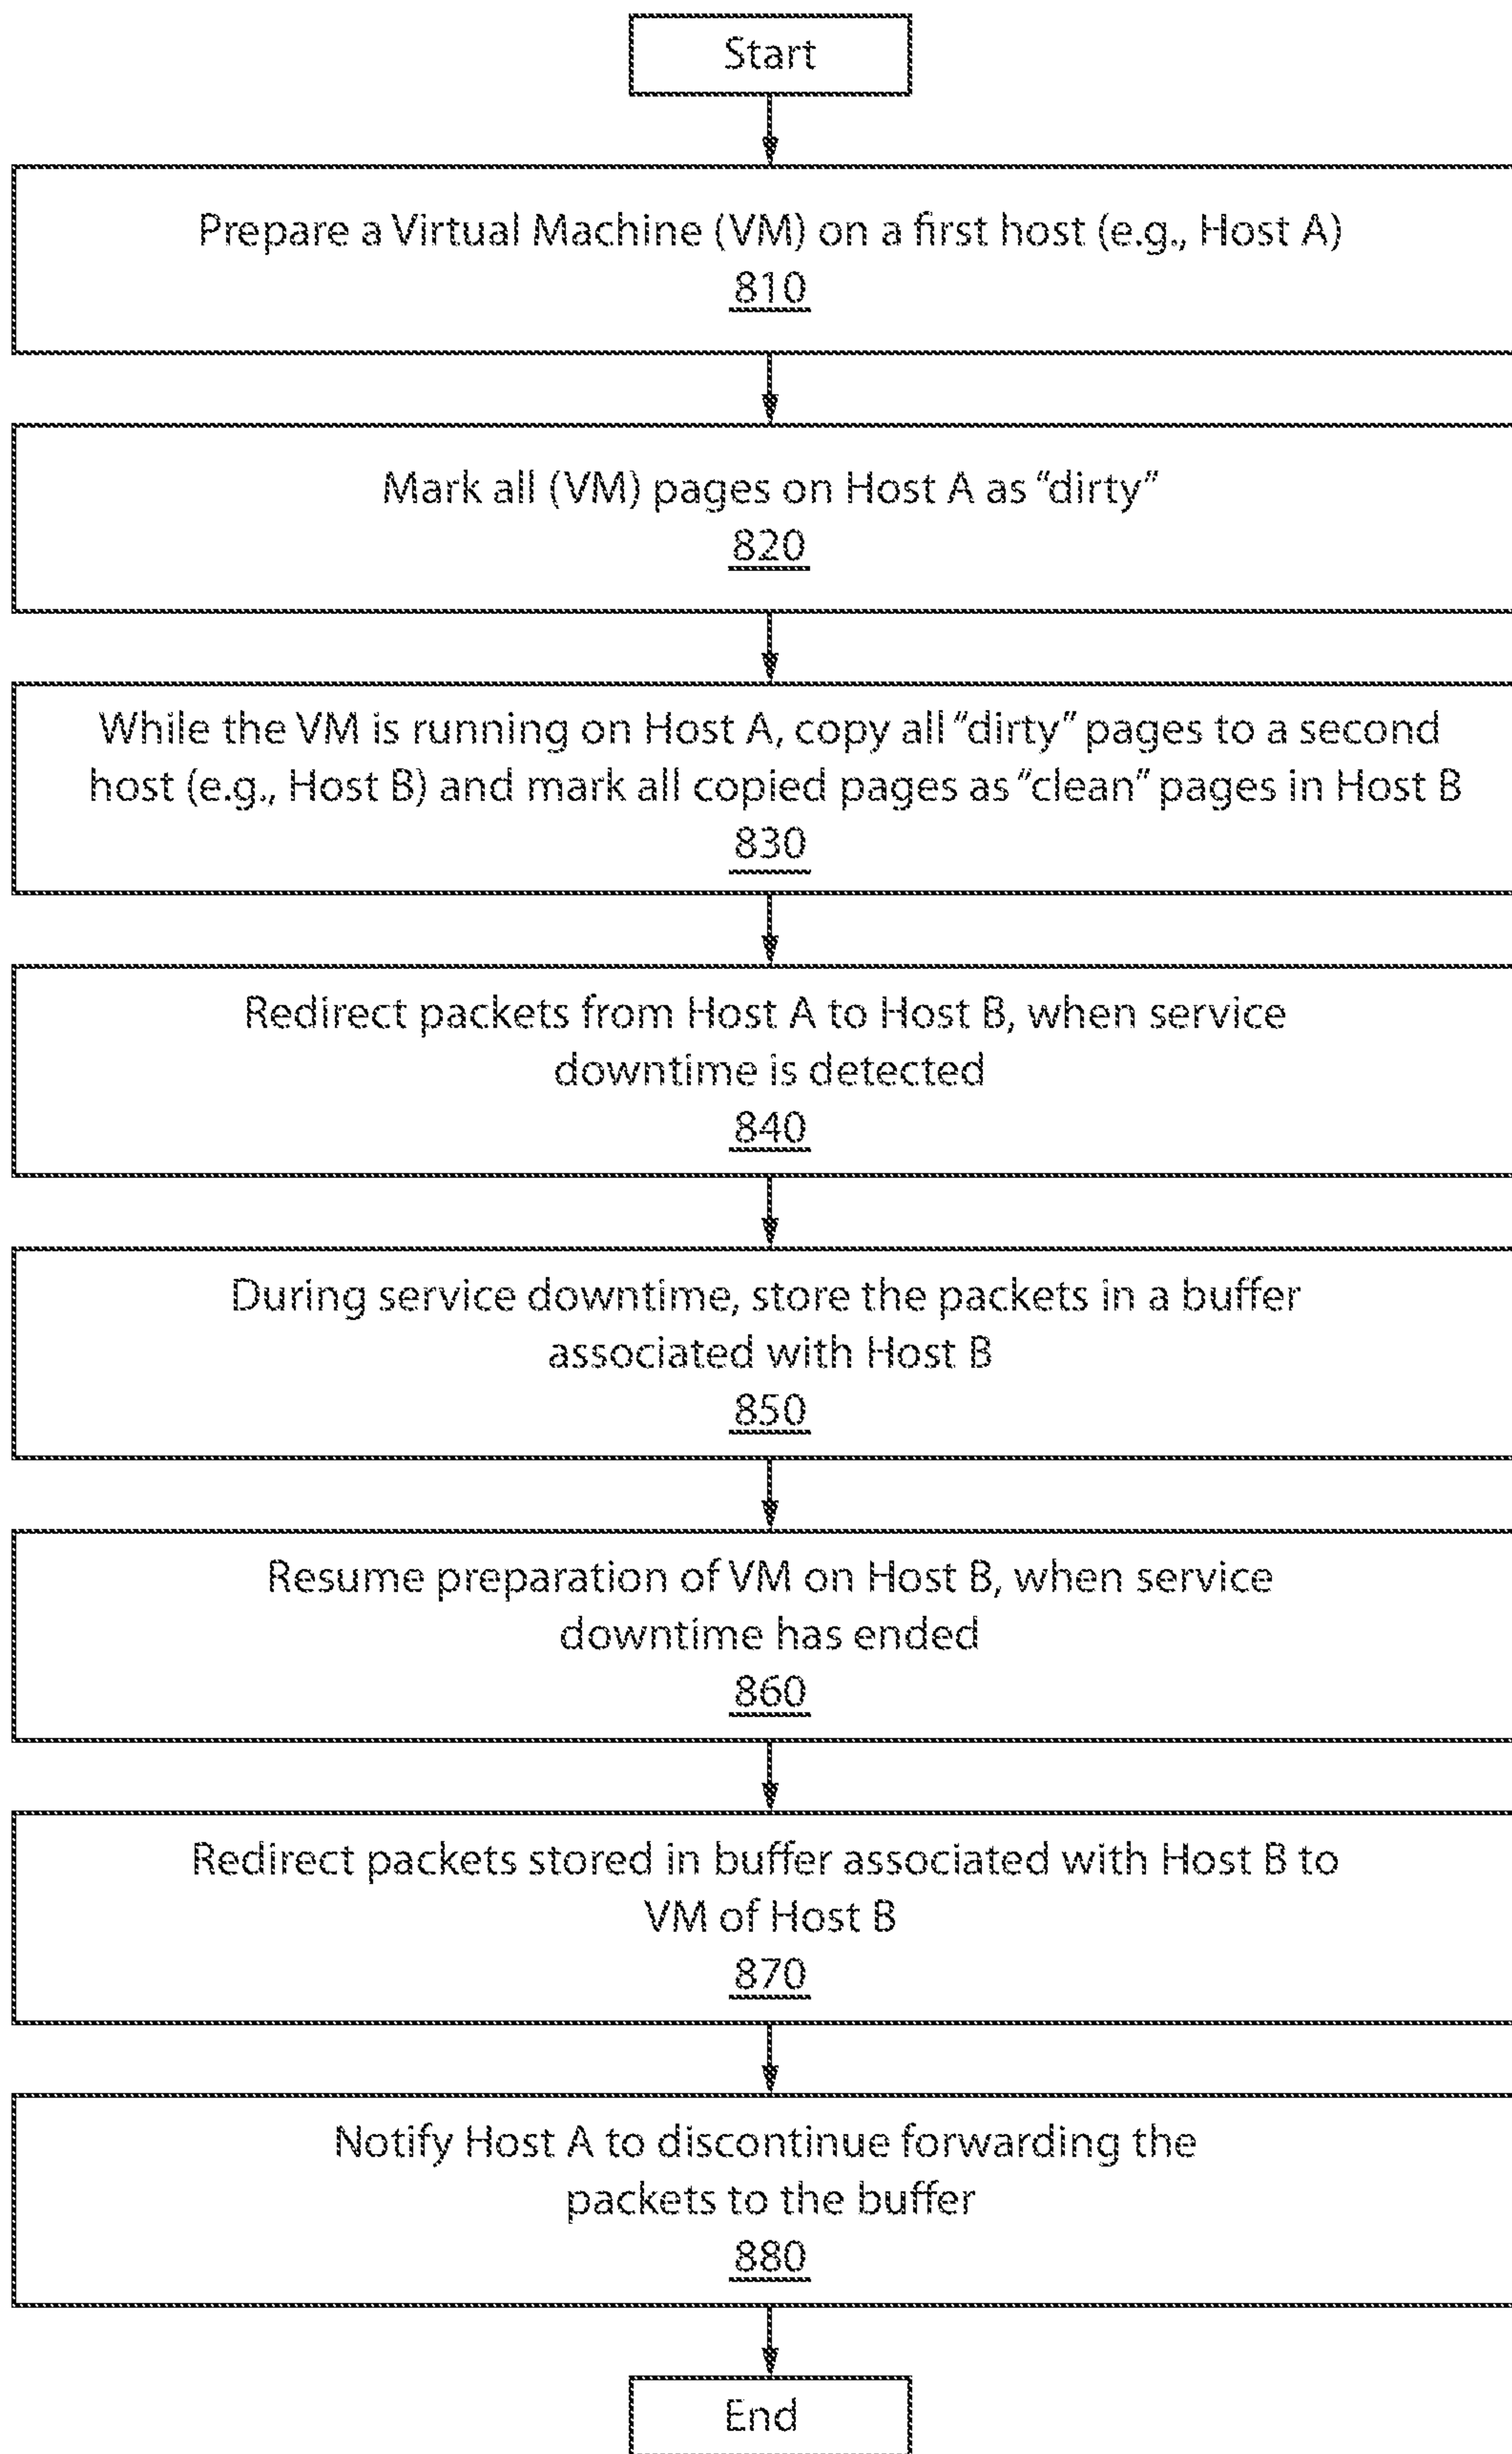 Start
Prepare a Virtual Machine (VM) on a first host (e.g., Host A)
810
Mark all (VM) pages on Host A as “dirty”
820
While the VM is running on Host A, copy all “dirty” pages to a second
host (e.g., Host B) and mark all copied pages as “clean” pages in Host B
830
Redirect packets from Host A to Host B, when service
downtime is detected
840
During service downtime, store the packets in a buffer
associated with Host B
850
Resume preparation of VM on Host B, when service
downtime has ended
860
Redirect packets stored in buffer associated with Host B to
VM of Host B
870
Notify Host A to discontinue forwarding the
packets to the buffer
880
End